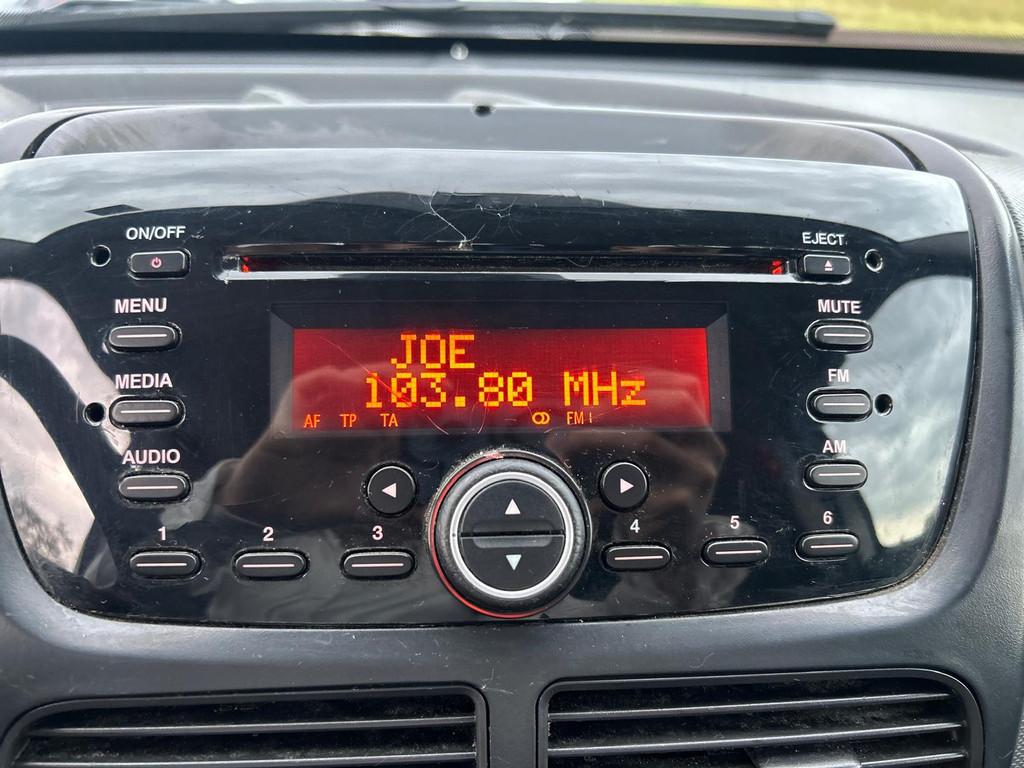 ON/OFF
EJECT
MENU
MUTE
JOE
103.80 MHz
AF TP TA FM
MEDIA
FM
AUDIO
AM
1 2 3 4 5 6